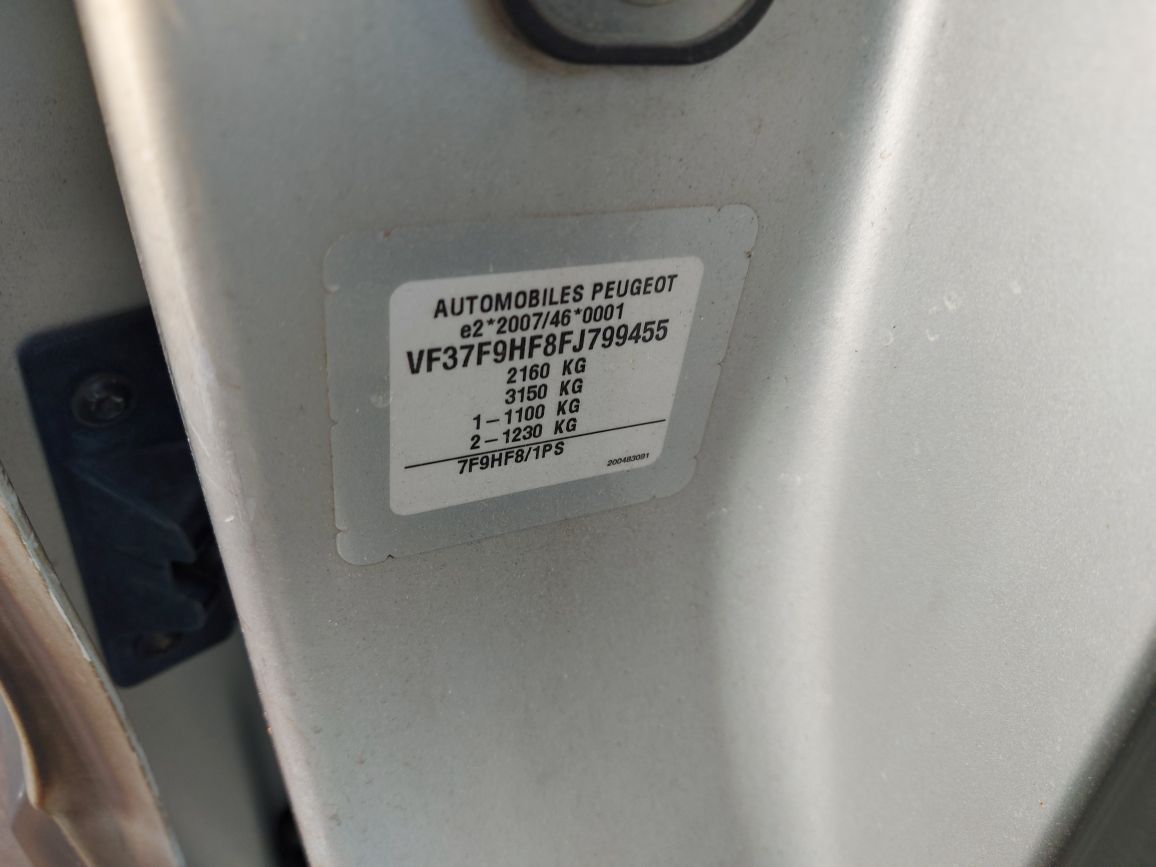 AUTOMOBILES PEUGEOT
e2*2007/46*0001
VF37F9HF8FJ799455
2160 KG
3150 KG
1-1100 KG
2-1230 KG
7F9HF8/1PS
200483091